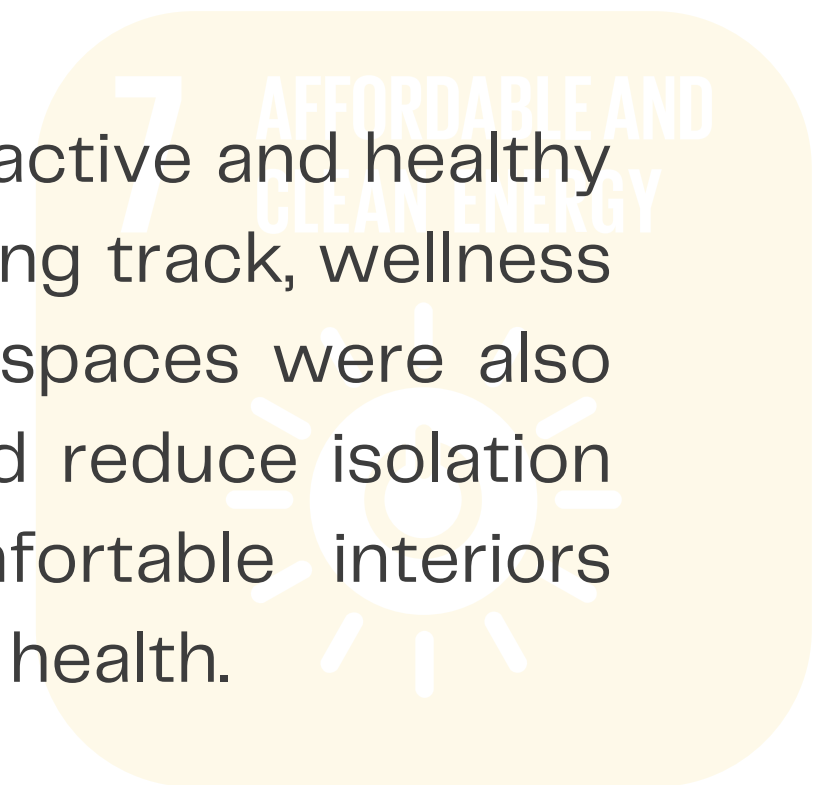 7 AFFORDABLE AND
CLEAN ENERGY
active and healthy
ng track, wellness
spaces were also
d reduce isolation
nfortable interiors
health.